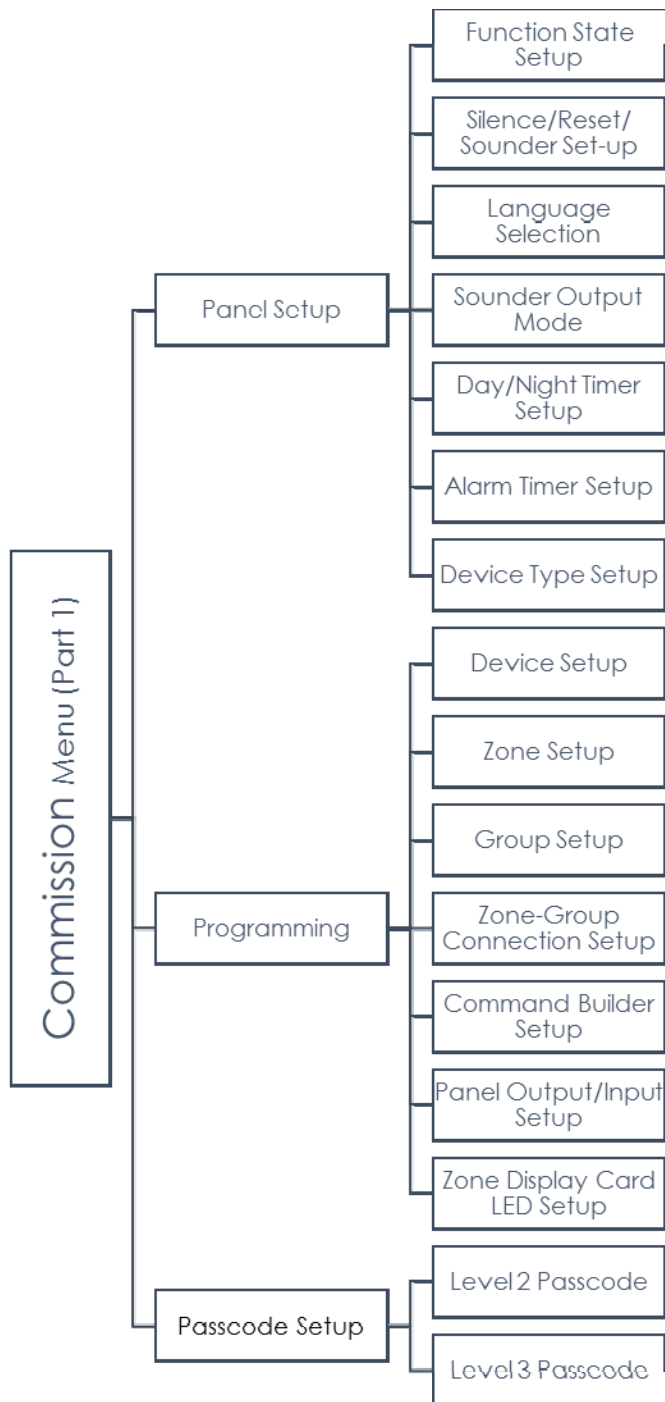 Commission Menu (Part 1)
Panel Setup
Function State
Setup
Silence/Reset/
Sounder Set-up
Language
Selection
Sounder Output
Mode
Day/Night Timer
Setup
Alarm Timer Setup
Device Type Setup
Programming
Device Setup
Zone Setup
Group Setup
Zone-Group
Connection Setup
Command Builder
Setup
Panel Output/Input
Setup
Zone Display Card
LED Setup
Passcode Setup
Level 2 Passcode
Level 3 Passcode